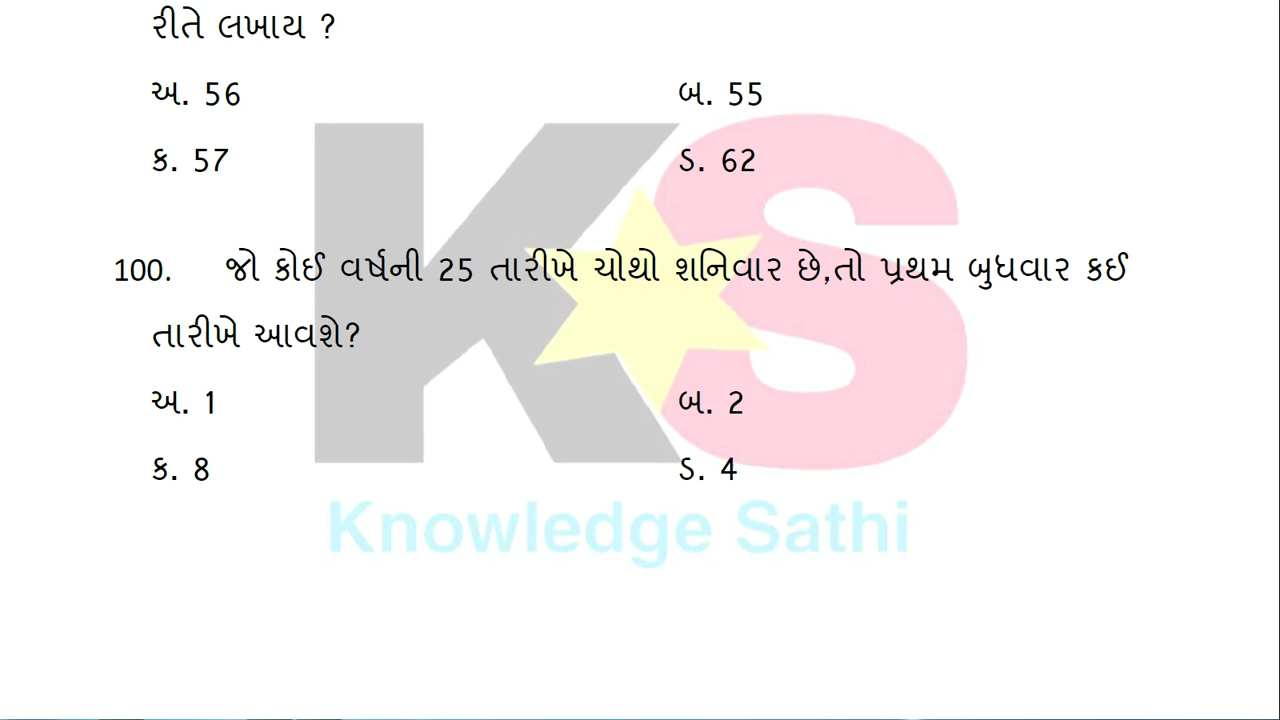 રીતે લખાય ?
અ. 56 બ. 55
ક. 57 ડ. 62
100. જો કોઈ વર્ષની 25 તારીખે ચોથો શનિવાર છે,તો પ્રથમ બુધવાર કઈ
તારીખે આવશે?
અ. 1 બ. 2
ક. 8 ડ. 4
KS
Knowledge Sathi